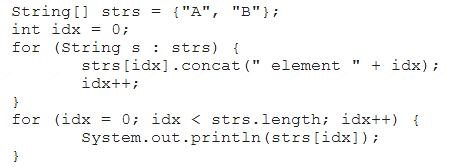 String[] strs = {"A", "B"};
int idx = 0;
for (String s : strs) {
        strs[idx].concat(" element " + idx);
        idx++;
}
for (idx = 0; idx < strs.length; idx++) {
        System.out.println(strs[idx]);
}